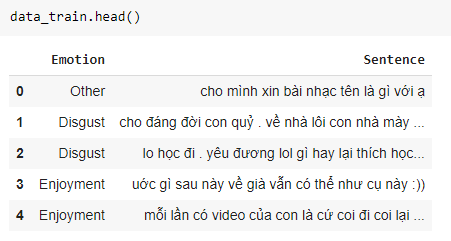 data_train.head()
Emotion Sentence
0 Other cho mình xin bài nhạc tên là gì với ạ
1 Disgust cho đáng đời con quỷ . về nhà lôi con nhà mày ...
2 Disgust lo học đi . yêu đương lol gì hay lại thích học...
3 Enjoyment uớc gì sau này về già vẫn có thể như cụ này :))
4 Enjoyment mỗi lần có video của con là cứ coi đi coi lại ...